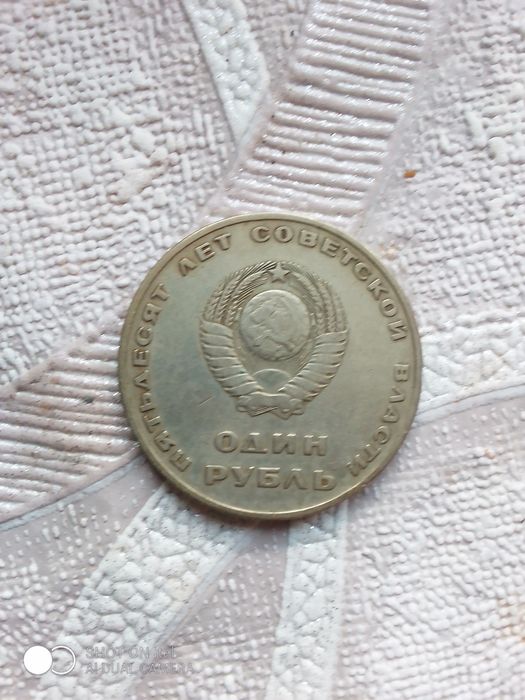 ПЯТЬДЕСЯТ ЛЕТ СОВЕТСКОЙ ВЛАСТИ
ОДИН
РУБЛЬ
SHOT ON MI
AI DUAL CAMERA